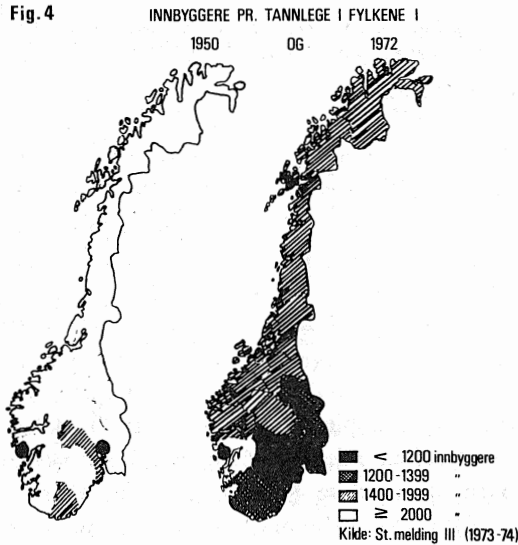 Fig. 4
INNBYGGERE PR. TANNLEGE I FYLKENE I
1950 OG 1972
< 1200 innbyggere
1200-1399 "
1400-1999 "
≥ 2000 "
Kilde: St. melding III (1973-74)